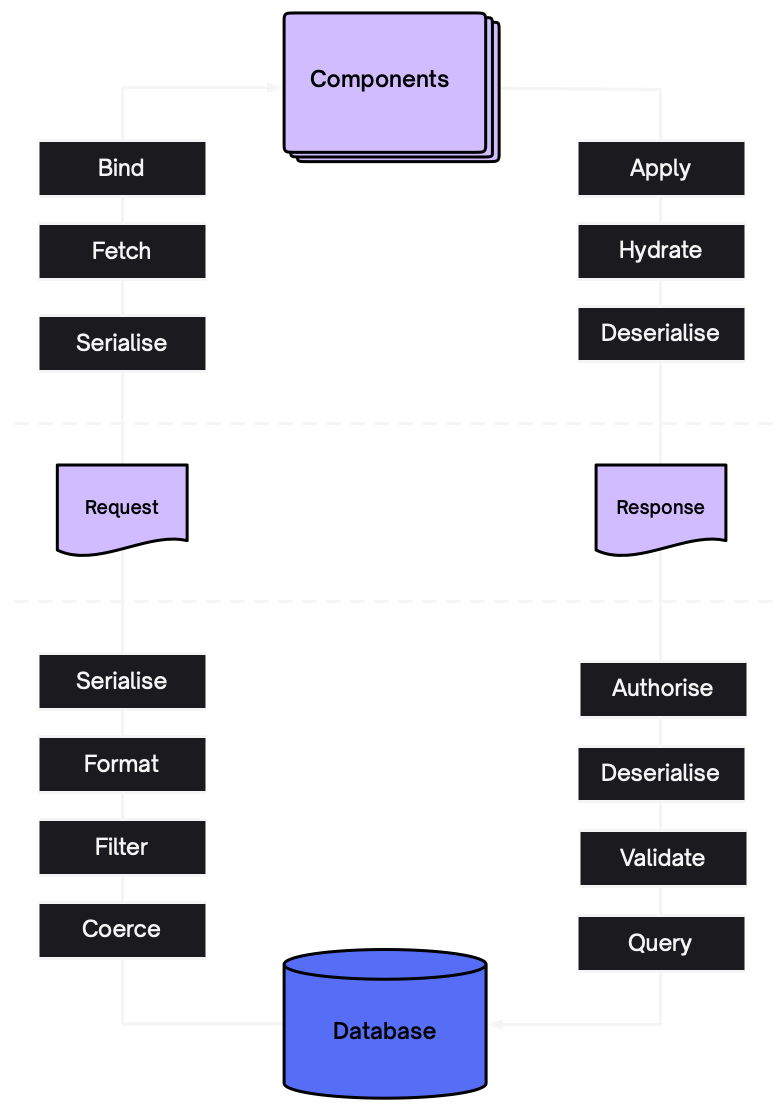 Components
Bind
Apply
Fetch
Hydrate
Serialise
Deserialise
Request
Response
Serialise
Authorise
Format
Deserialise
Filter
Validate
Coerce
Query
Database